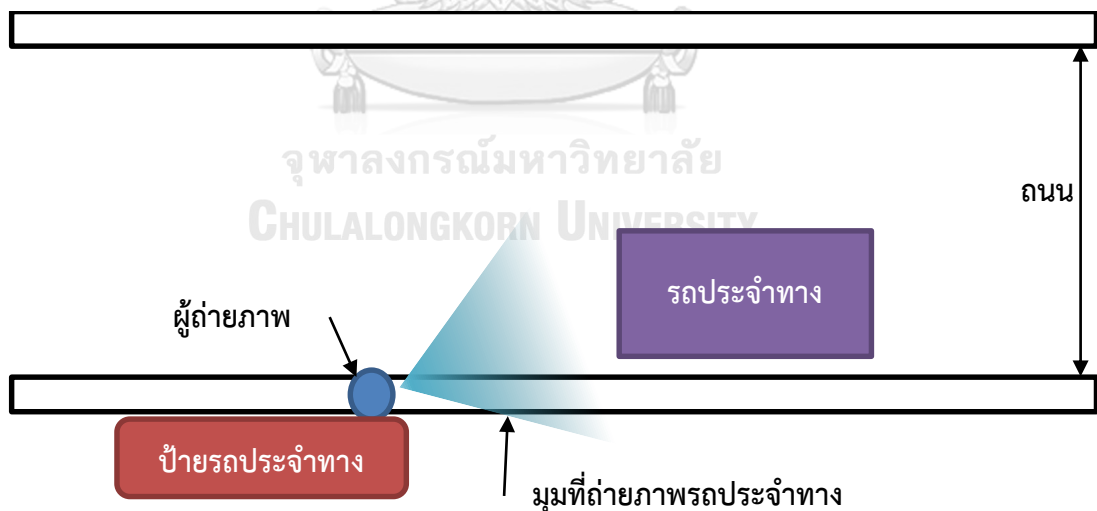 จุฬาลงกรณ์มหาวิทยาลัย
CHULALONGKORN UNIVERSITY
ถนน
รถประจำทาง
ผู้ถ่ายภาพ
ป้ายรถประจำทาง
มุมที่ถ่ายภาพรถประจำทาง